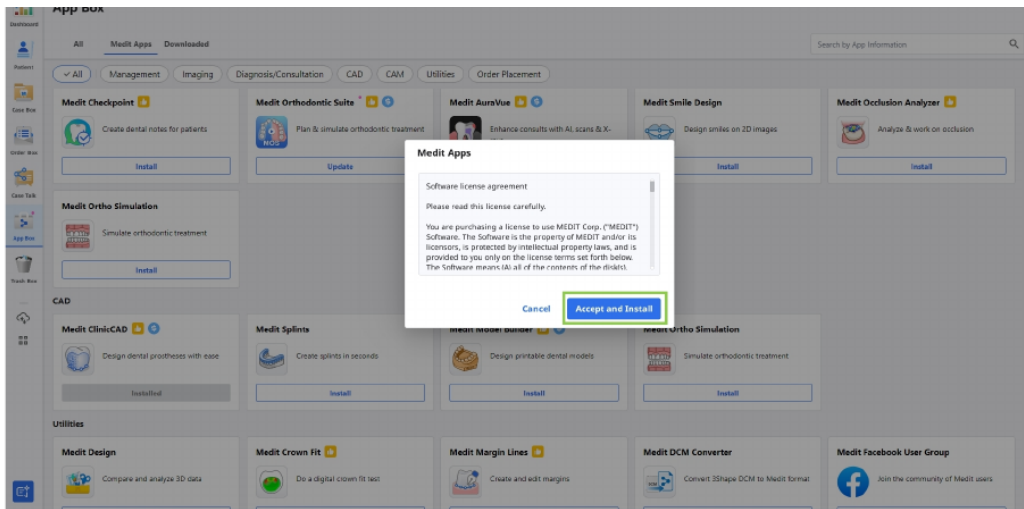 App Box
Dashboard
Patient
Case Box
Order Box
Case Talk
App Box
Trash Box
All
Medit Apps
Downloaded
Search by App Information
All
Management
Imaging
Diagnosis/Consultation
CAD
CAM
Utilities
Order Placement
Medit Checkpoint
Create dental notes for patients
Install
Medit Orthodontic Suite
NOS
Plan & simulate orthodontic treatment
Update
Medit AuraVue
Enhance consults with AI, scans & X-
Medit Smile Design
Design smiles on 2D images
Install
Medit Occlusion Analyzer
Analyze & work on occlusion
Install
Medit Ortho Simulation
Simulate orthodontic treatment
Install
Medit Apps
Software license agreement
Please read this license carefully.
You are purchasing a license to use MEDIT Corp. ("MEDIT")
Software. The Software is the property of MEDIT and/or its
licensors, is protected by intellectual property laws, and is
provided to you only on the license terms set forth below.
The Software means (A) all of the contents of the disk(s).
Cancel
Accept and Install
CAD
Medit ClinicCAD
Design dental prostheses with ease
Installed
Medit Splints
Create splints in seconds
Install
Medit Model Builder
Design printable dental models
Install
Medit Ortho Simulation
Simulate orthodontic treatment
Install
Utilities
Medit Design
Compare and analyze 3D data
Medit Crown Fit
Do a digital crown fit test
Medit Margin Lines
Create and edit margins
Medit DCM Converter
Convert 3Shape DCM to Medit format
Medit Facebook User Group
Join the community of Medit users